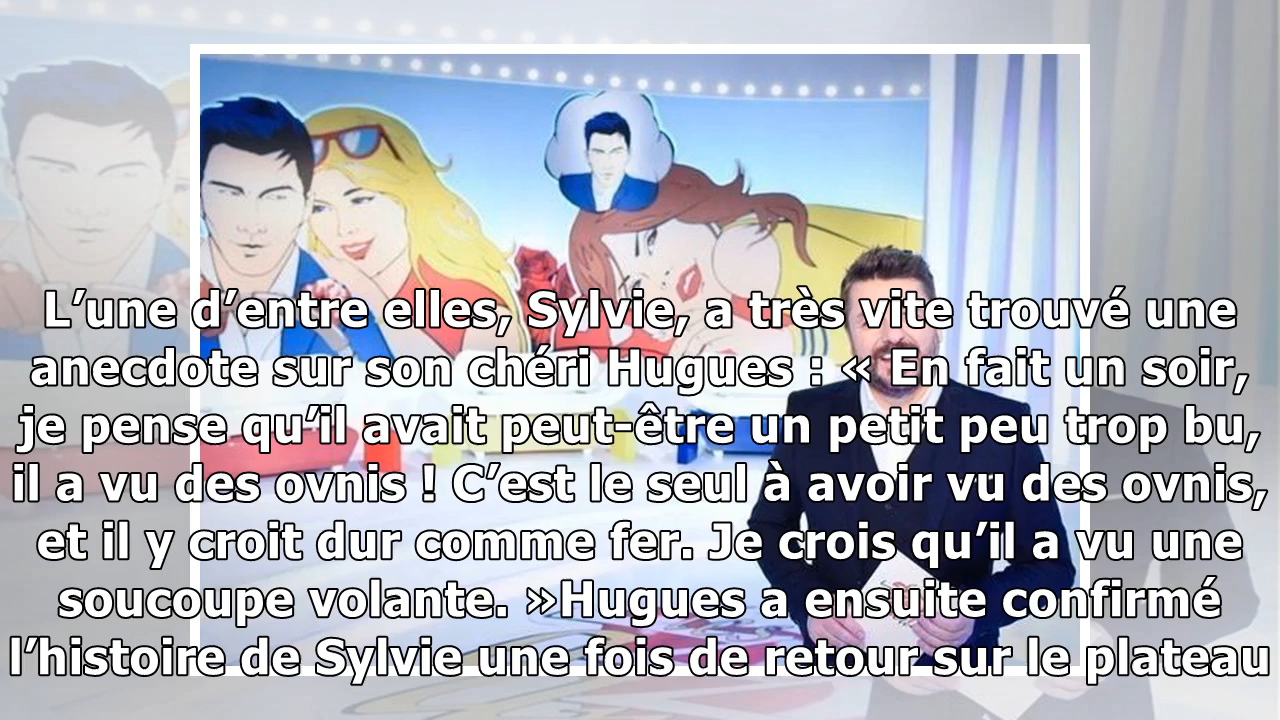 L’une d’entre elles, Sylvie, a très vite trouvé une
anecdote sur son chéri Hugues : « En fait un soir,
je pense qu’il avait peut-être un petit peu trop bu,
il a vu des ovnis ! C’est le seul à avoir vu des ovnis,
et il y croit dur comme fer. Je crois qu’il a vu une
soucoupe volante. »Hugues a ensuite confirmé
l’histoire de Sylvie une fois de retour sur le plateau